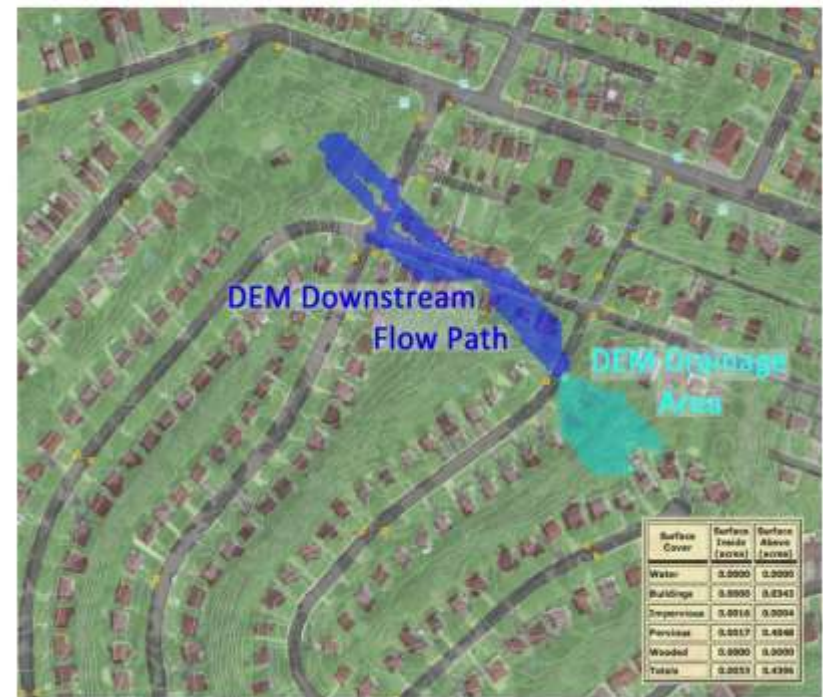 DEM Downstream
Flow Path
DEM Drainage
Area
Surface Cover Surface Inside (acres) Surface Above (acres)
Water 0.0000 0.0000
Buildings 0.0000 0.0343
Impervious 0.0016 0.0004
Pervious 0.0017 0.4048
Wooded 0.0000 0.0000
Totals 0.0033 0.4396